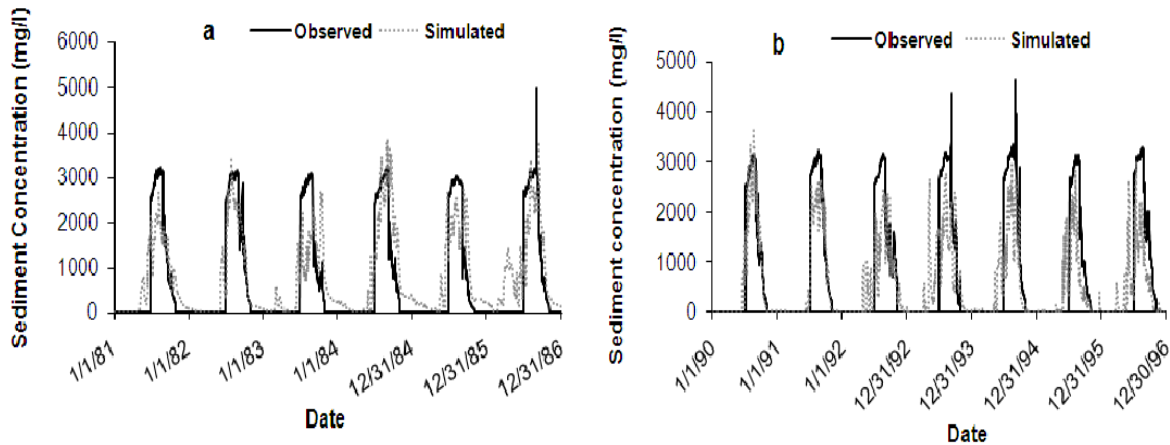 a
Observed
Simulated
Sediment Concentration (mg/l)
6000
5000
4000
3000
2000
1000
0
1/1/81
1/1/82
1/1/83
1/1/84
12/31/84
12/31/85
12/31/86
Date
b
Observed
Simulated
Sediment concentration (mg/l)
5000
4000
3000
2000
1000
0
1/1/90
1/1/91
1/1/92
12/31/92
12/31/93
12/31/94
12/31/95
12/30/96
Date